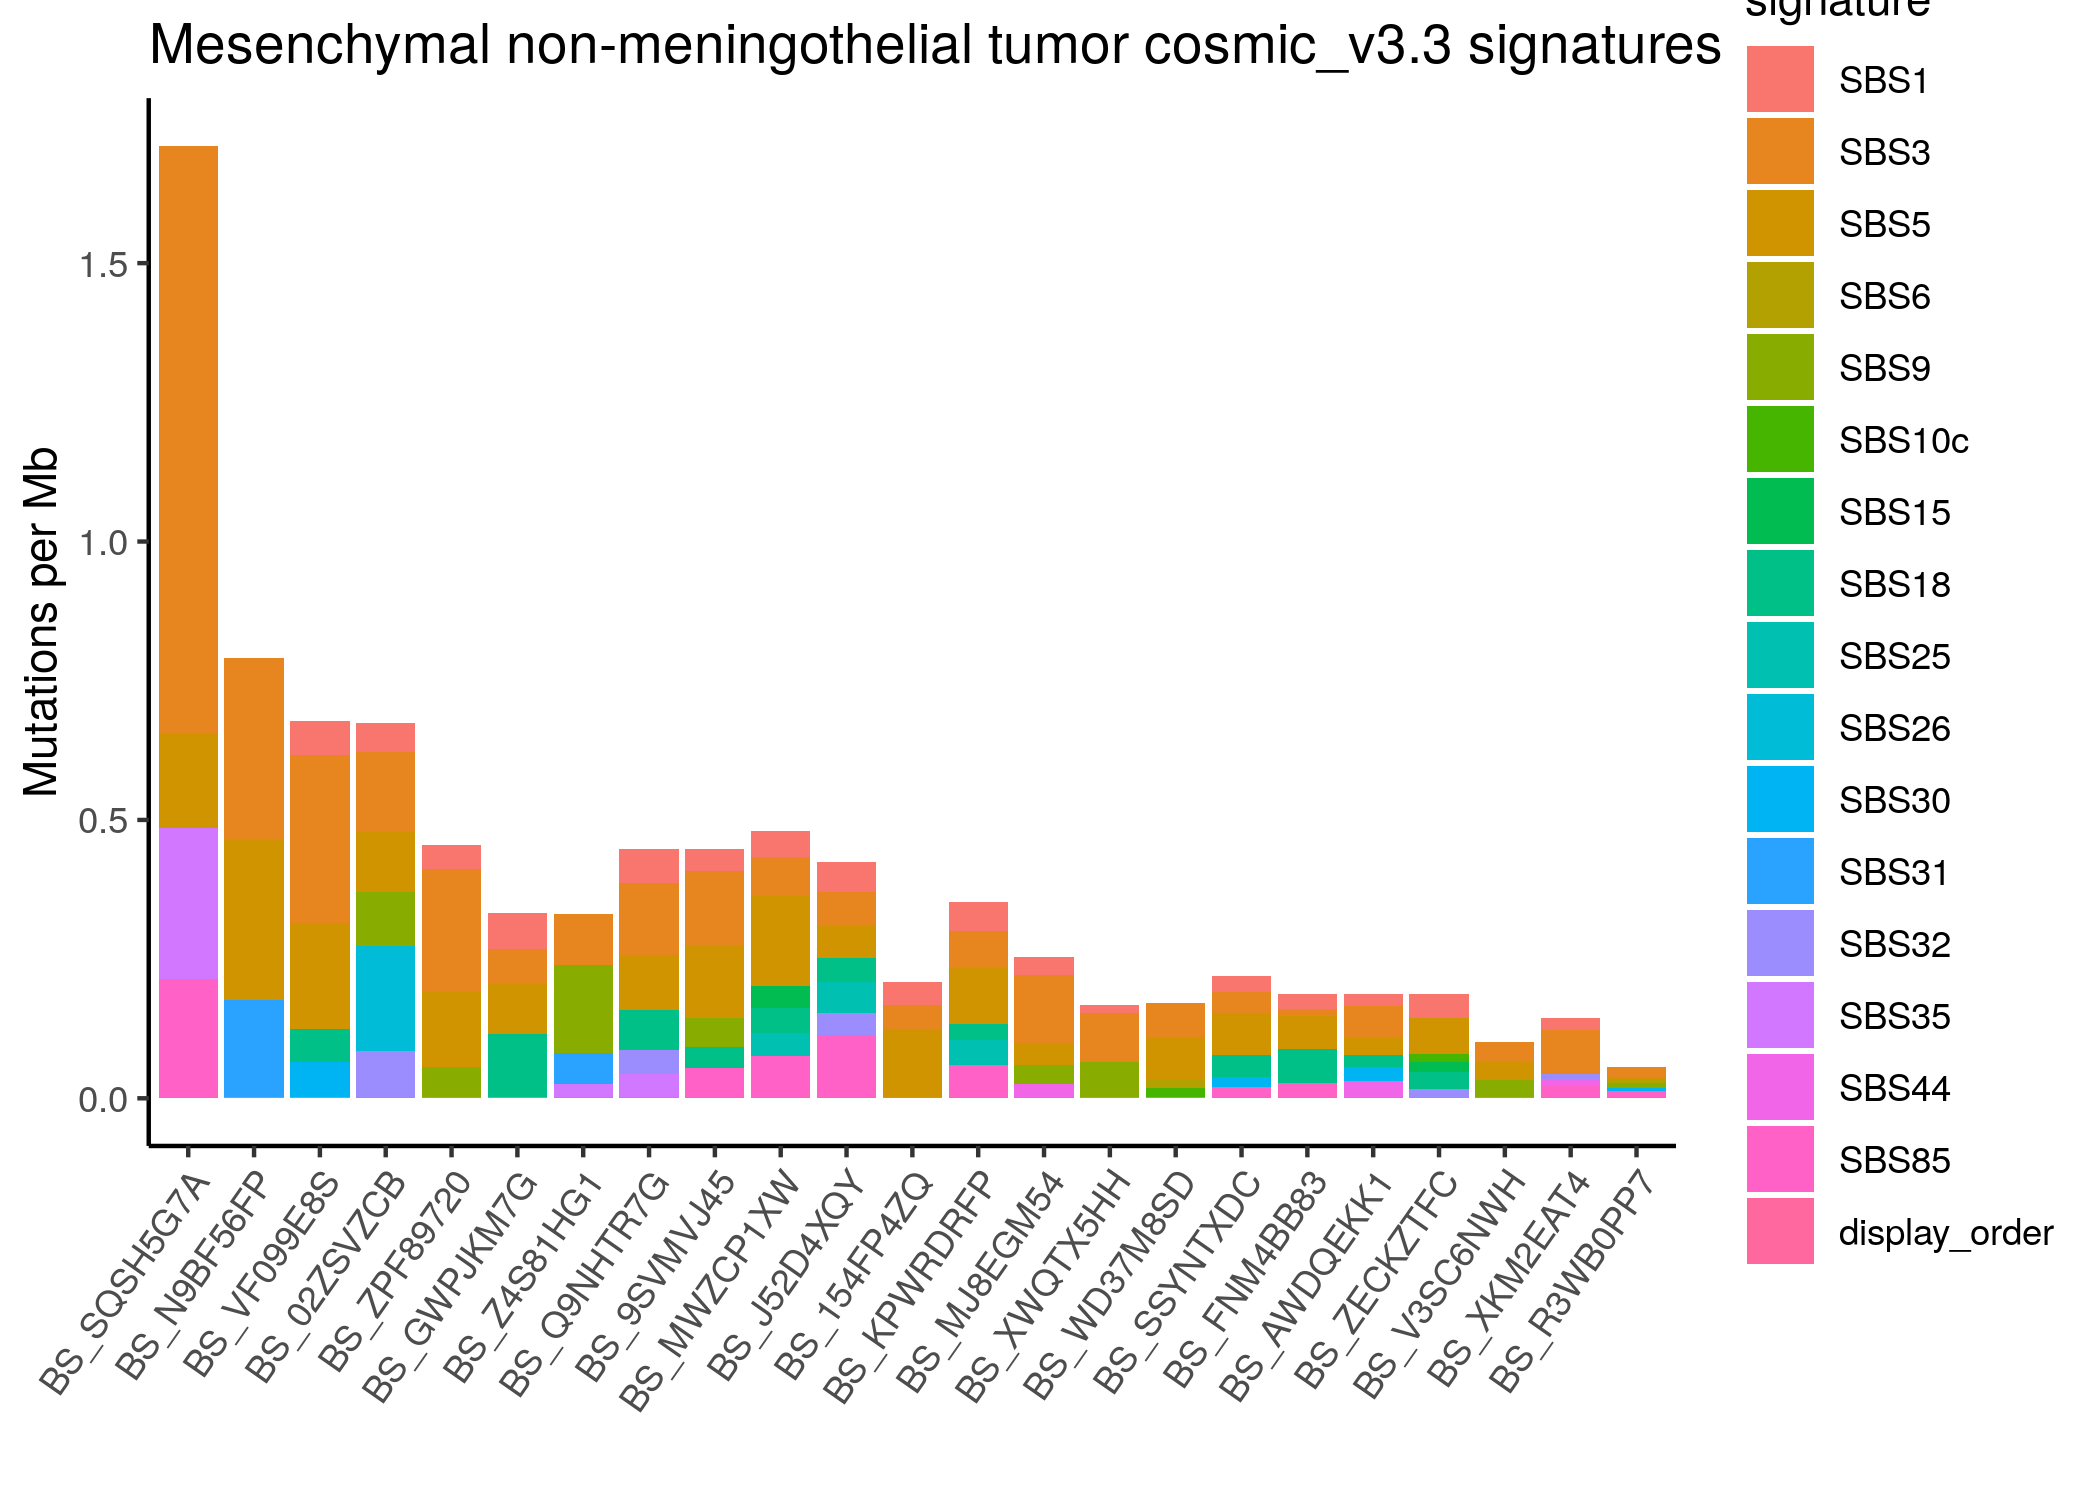 Mesenchymal non-meningothelial tumor cosmic_v3.3 signatures
signature
SBS1
SBS3
SBS5
SBS6
SBS9
SBS10c
SBS15
SBS18
SBS25
SBS26
SBS30
SBS31
SBS32
SBS35
SBS44
SBS85
display_order
Mutations per Mb
1.5
1.0
0.5
0.0
BS_SQSH5G7A
BS_N9BF56FP
BS_VF099E8S
BS_02ZSVZCB
BS_ZPF89720
BS_GWPJKM7G
BS_Z4S81HG1
BS_Q9NHTR7G
BS_9SVMVJ45
BS_MWZCP1XW
BS_J52D4XQY
BS_154FP4ZQ
BS_KPWRDRFP
BS_MJ8EGM54
BS_XWQTX5HH
BS_WD37M8SD
BS_SSYNTXDC
BS_FNM4BB83
BS_AWDQEKK1
BS_ZECKZTFC
BS_V3SC6NWH
BS_XKM2EAT4
BS_R3WB0PP7